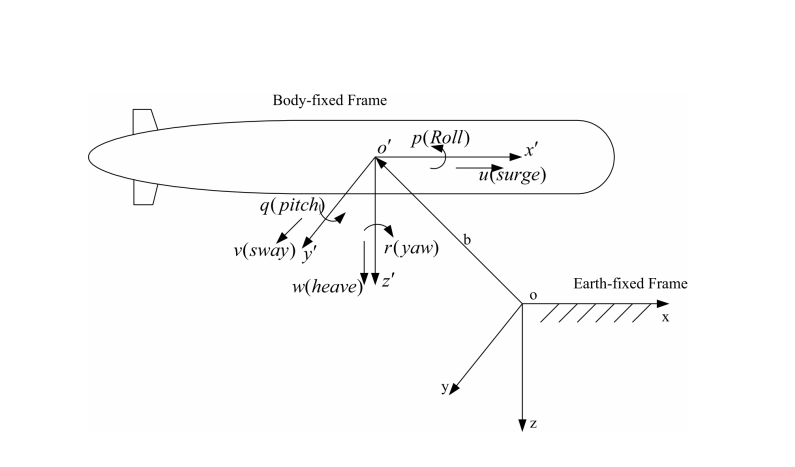 Body-fixed Frame
p(Roll)
o'
x'
u(surge)
q(pitch)
v(sway)
y'
r(yaw)
b
w(heave)
z'
Earth-fixed Frame
o
x
y
z